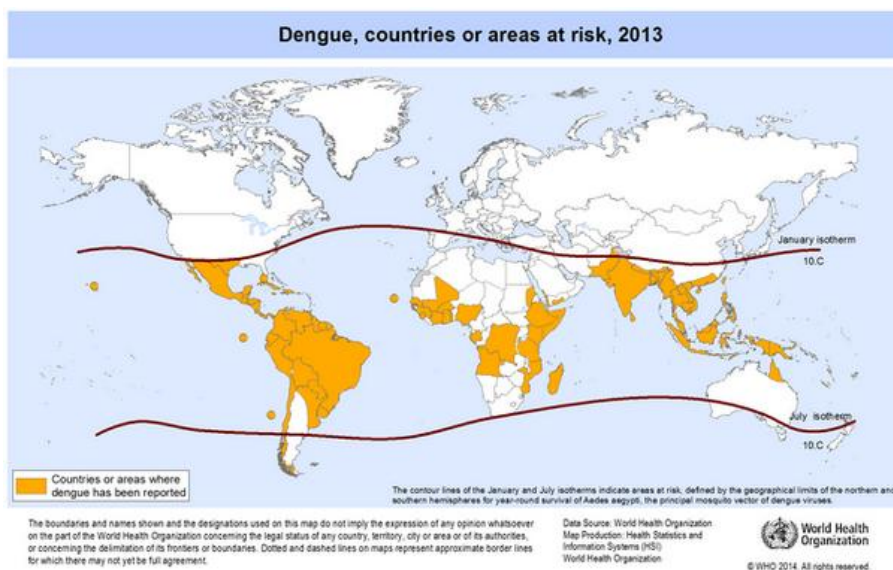 Dengue, countries or areas at risk, 2013
January isotherm
10.C
July isotherm
10.C
Countries or areas where
dengue has been reported
The contour lines of the January and July isotherms indicate areas at risk, defined by the geographical limits of the northern and
southern hemispheres for year-round survival of Aedes aegypti, the principal mosquito vector of dengue viruses.
The boundaries and names shown and the designations used on this map do not imply the expression of any opinion whatsoever
on the part of the World Health Organization concerning the legal status of any country, territory, city or area or of its authorities,
or concerning the delimitation of its frontiers or boundaries. Dotted and dashed lines on maps represent approximate border lines
for which there may not yet be full agreement.
Data Source: World Health Organization
Map Production: Health Statistics and
Information Systems (HSI)
World Health Organization
World Health
Organization
© WHO 2014. All rights reserved.